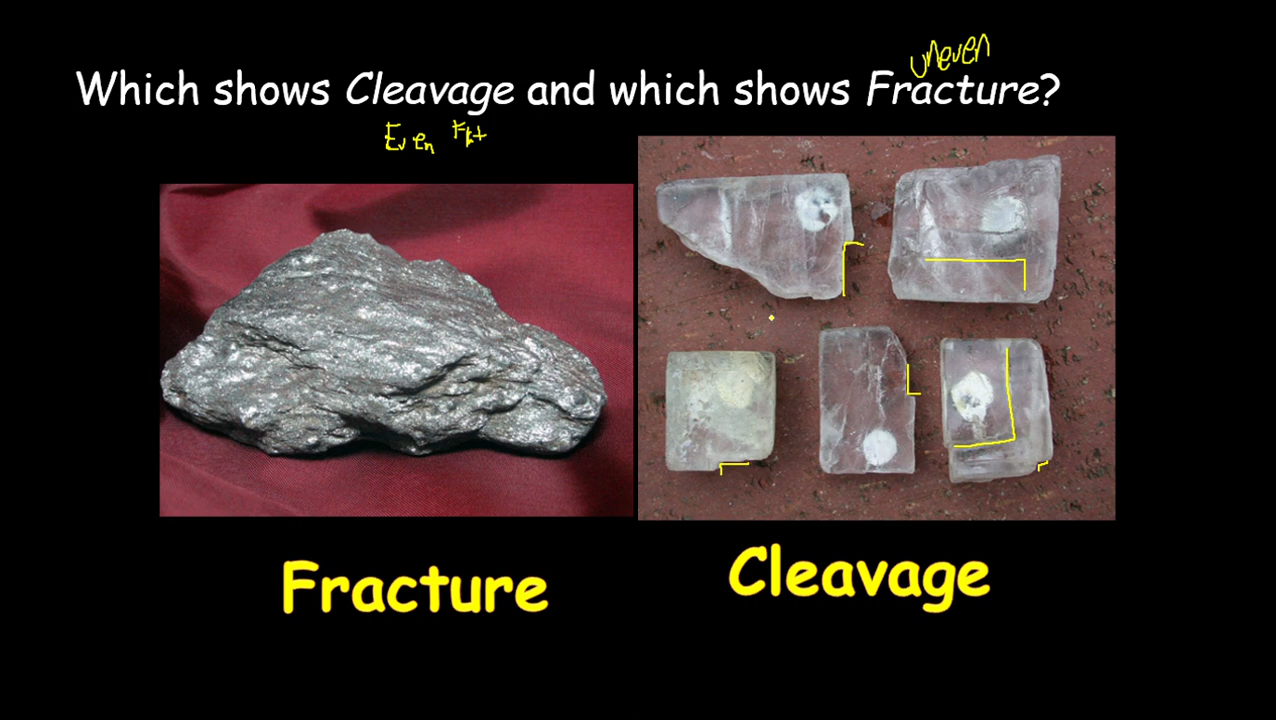 uneven
Which shows Cleavage and which shows Fracture?
Even Flat
Fracture
Cleavage